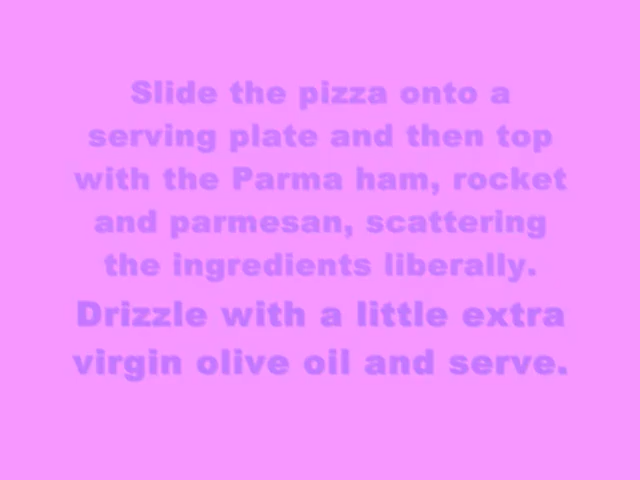 Slide the pizza onto a
serving plate and then top
with the Parma ham, rocket
and parmesan, scattering
the ingredients liberally.
Drizzle with a little extra
virgin olive oil and serve.